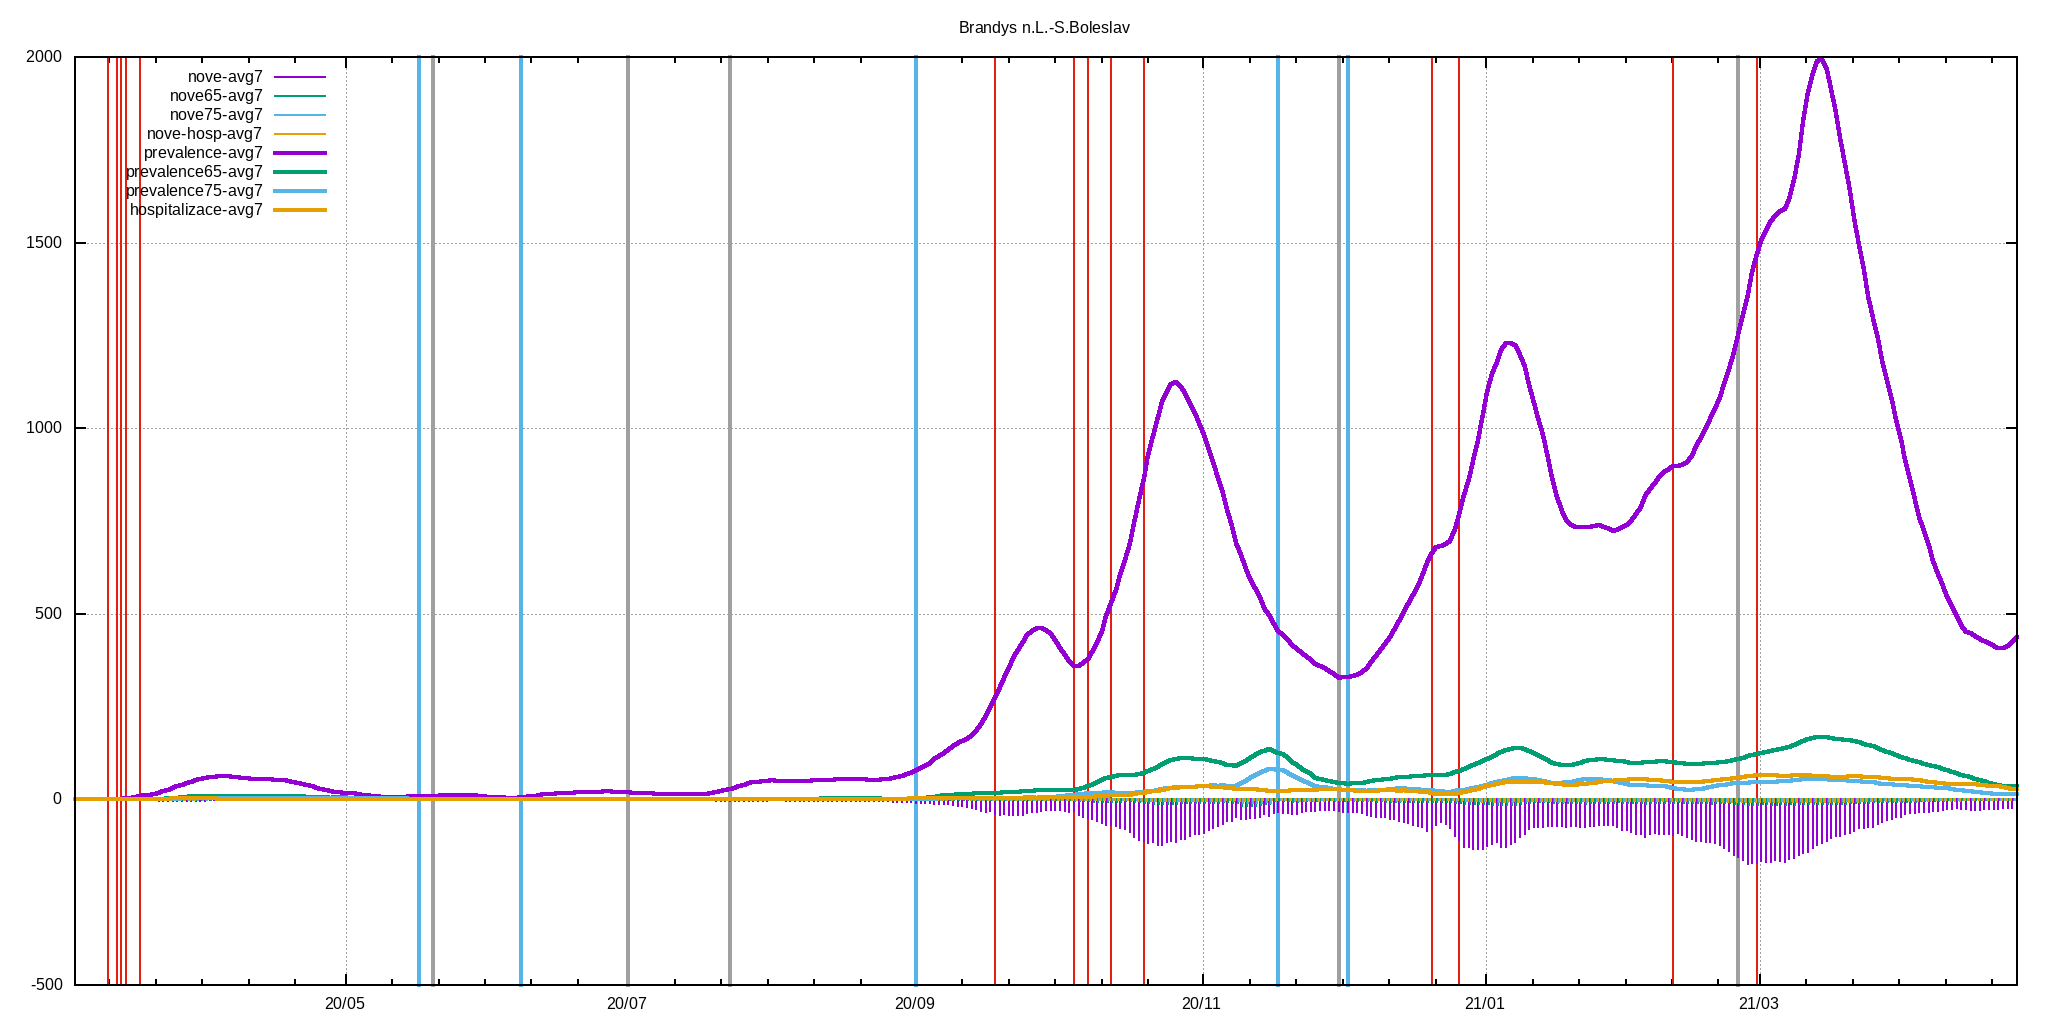 Brandys n.L.-S.Boleslav
2000
1500
1000
500
0
-500
nove-avg7
nove65-avg7
nove75-avg7
nove-hosp-avg7
prevalence-avg7
prevalence65-avg7
prevalence75-avg7
hospitalizace-avg7
20/05
20/07
20/09
20/11
21/01
21/03